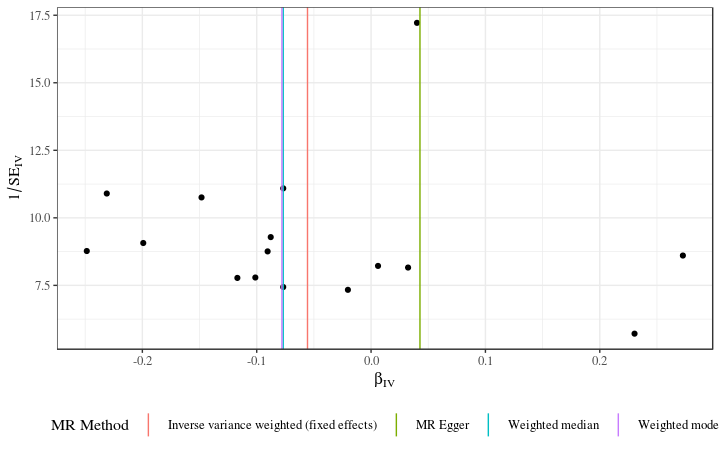 17.5
15.0
12.5
10.0
7.5
1/SE_IV
-0.2 -0.1 0.0 0.1 0.2
β_IV
MR Method Inverse variance weighted (fixed effects) MR Egger Weighted median Weighted mode